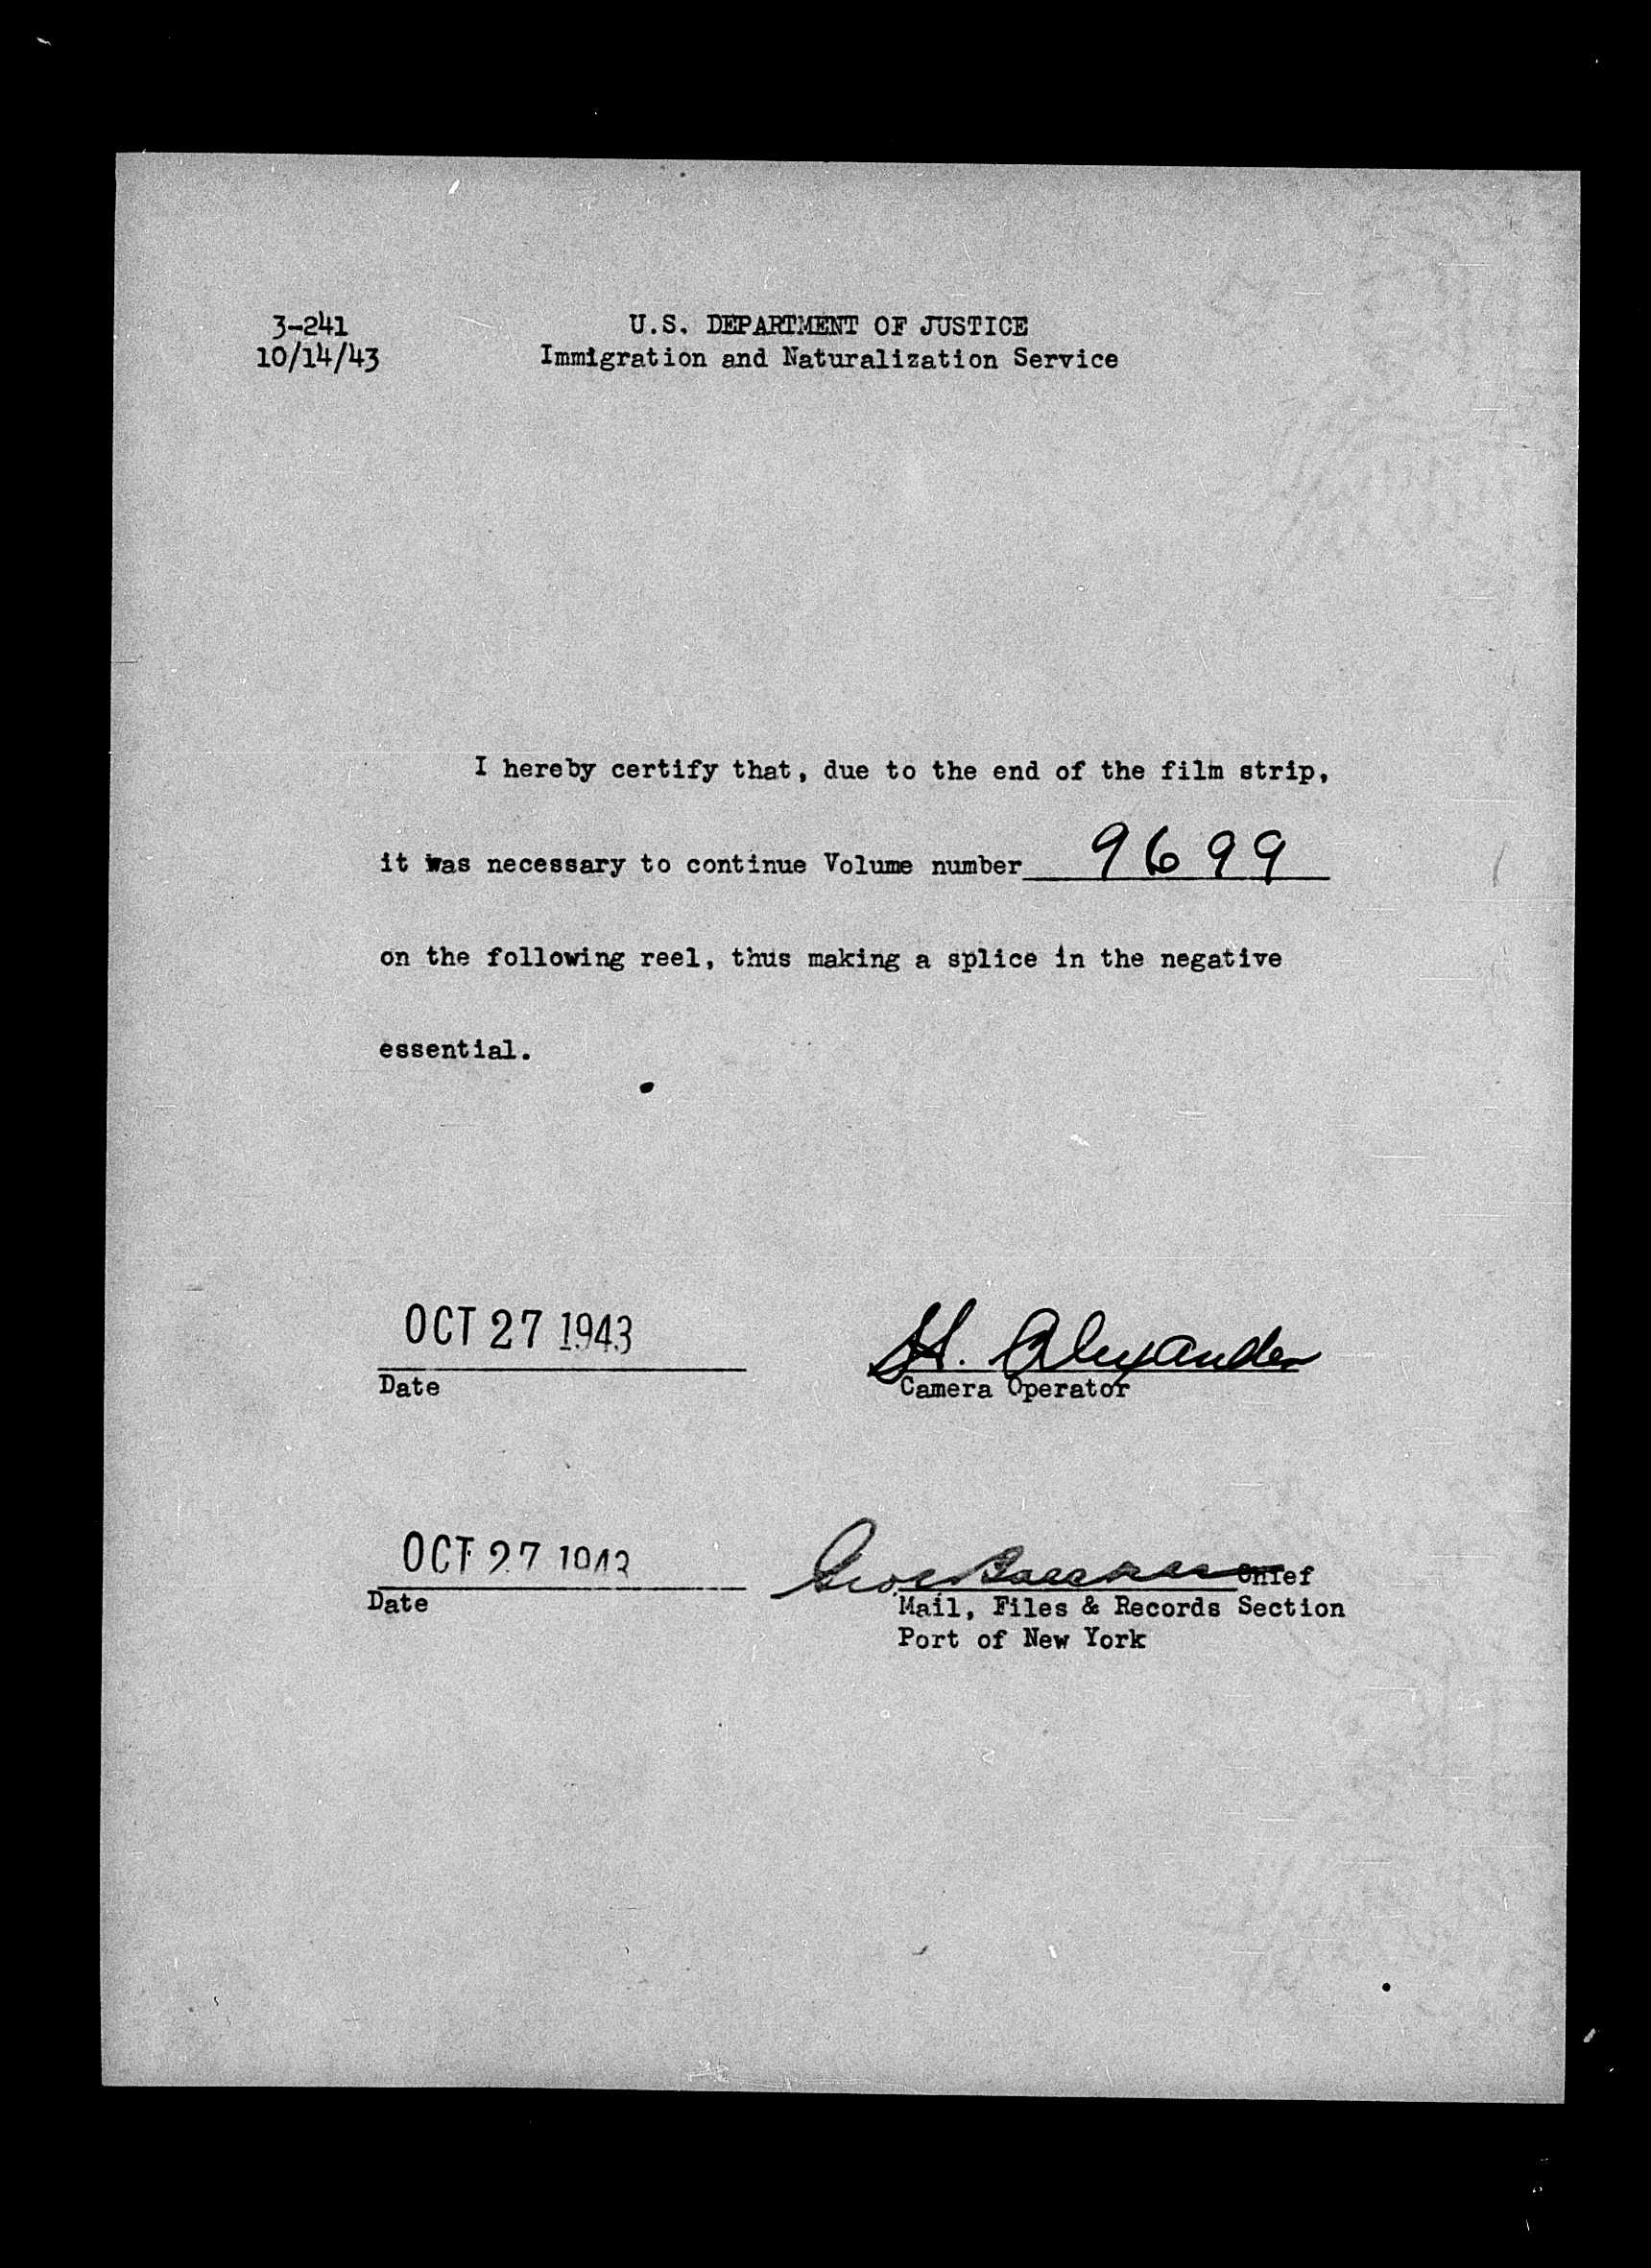 3-241
10/14/43
U.S. DEPARTMENT OF JUSTICE
Immigration and Naturalization Service
I hereby certify that, due to the end of the film strip,
it was necessary to continue Volume number 9699
on the following reel, thus making a splice in the negative
essential.
OCT 27 1943
Date
H. Alexander
Camera Operator
OCT 27 1943
Date
Chief
Mail, Files & Records Section
Port of New York